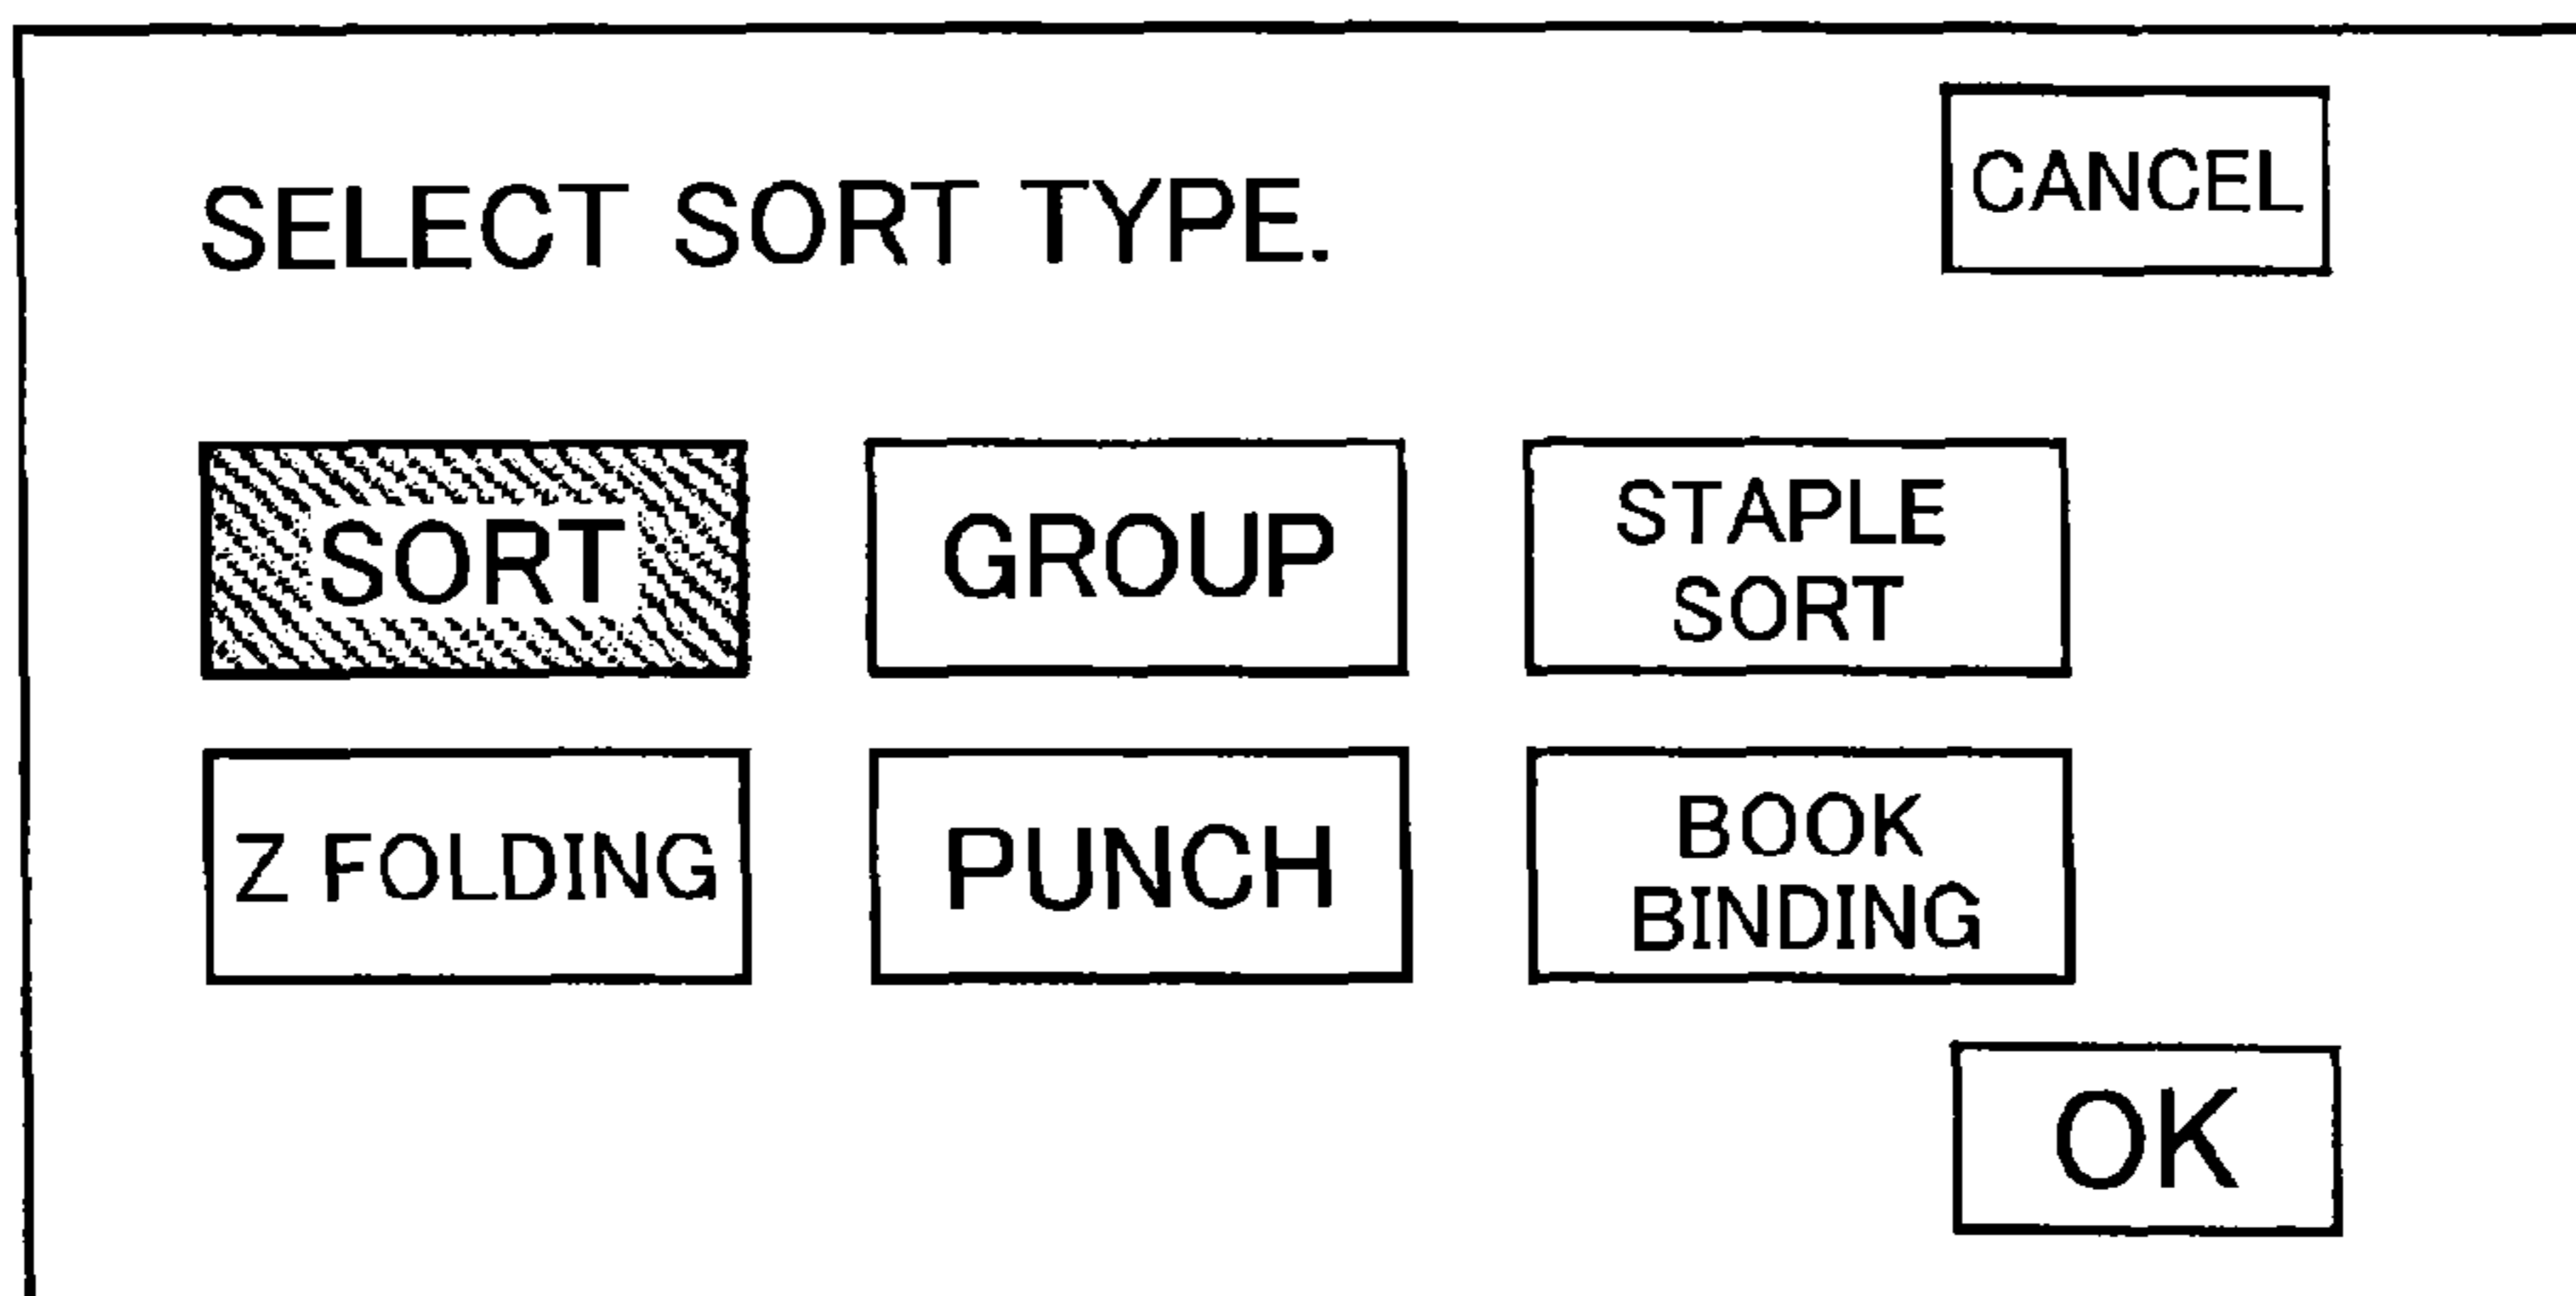 SELECT SORT TYPE.
CANCEL
SORT
GROUP
STAPLE
SORT
Z FOLDING
PUNCH
BOOK
BINDING
OK